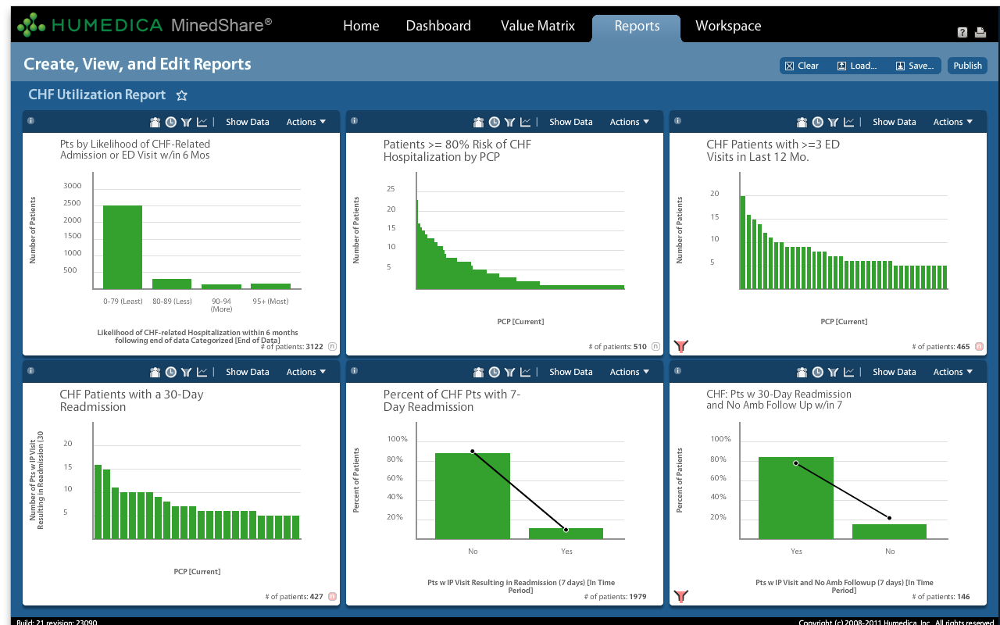 HUMEDICA MinedShare®
Home Dashboard Value Matrix Reports Workspace
?
Create, View, and Edit Reports
Clear Load... Save... Publish
CHF Utilization Report
Show Data Actions
Pts by Likelihood of CHF-Related
Admission or ED Visit w/in 6 Mos
Number of Patients
3000
2500
2000
1500
1000
500
0-79 (Least) 80-89 (Less) 90-94 (More) 95+ (Most)
Likelihood of CHF-related Hospitalization within 6 months
following end of data Categorized [End of Data]
# of patients: 3122 n
Show Data Actions
Patients >= 80% Risk of CHF
Hospitalization by PCP
Number of Patients
25
20
15
10
5
PCP [Current]
# of patients: 510 n
Show Data Actions
CHF Patients with >=3 ED
Visits in Last 12 Mo.
Number of Patients
20
15
10
5
PCP [Current]
# of patients: 465 n
Show Data Actions
CHF Patients with a 30-Day
Readmission
Number of Pts w IP Visit
Resulting in Readmission (30
20
15
10
5
PCP [Current]
# of patients: 427 n
Show Data Actions
Percent of CHF Pts with 7-
Day Readmission
Percent of Patients
100%
80%
60%
40%
20%
No Yes
Pts w IP Visit Resulting in Readmission (7 days) [In Time
Period]
# of patients: 1979
Show Data Actions
CHF: Pts w 30-Day Readmission
and No Amb Follow Up w/in 7
Percent of Patients
100%
80%
60%
40%
20%
Yes No
Pts w IP Visit and No Amb Followup (7 days) [In Time
Period]
# of patients: 146
Build: 21 revision: 23090 Copyright (c) 2008-2011 Humedica, Inc. All rights reserved